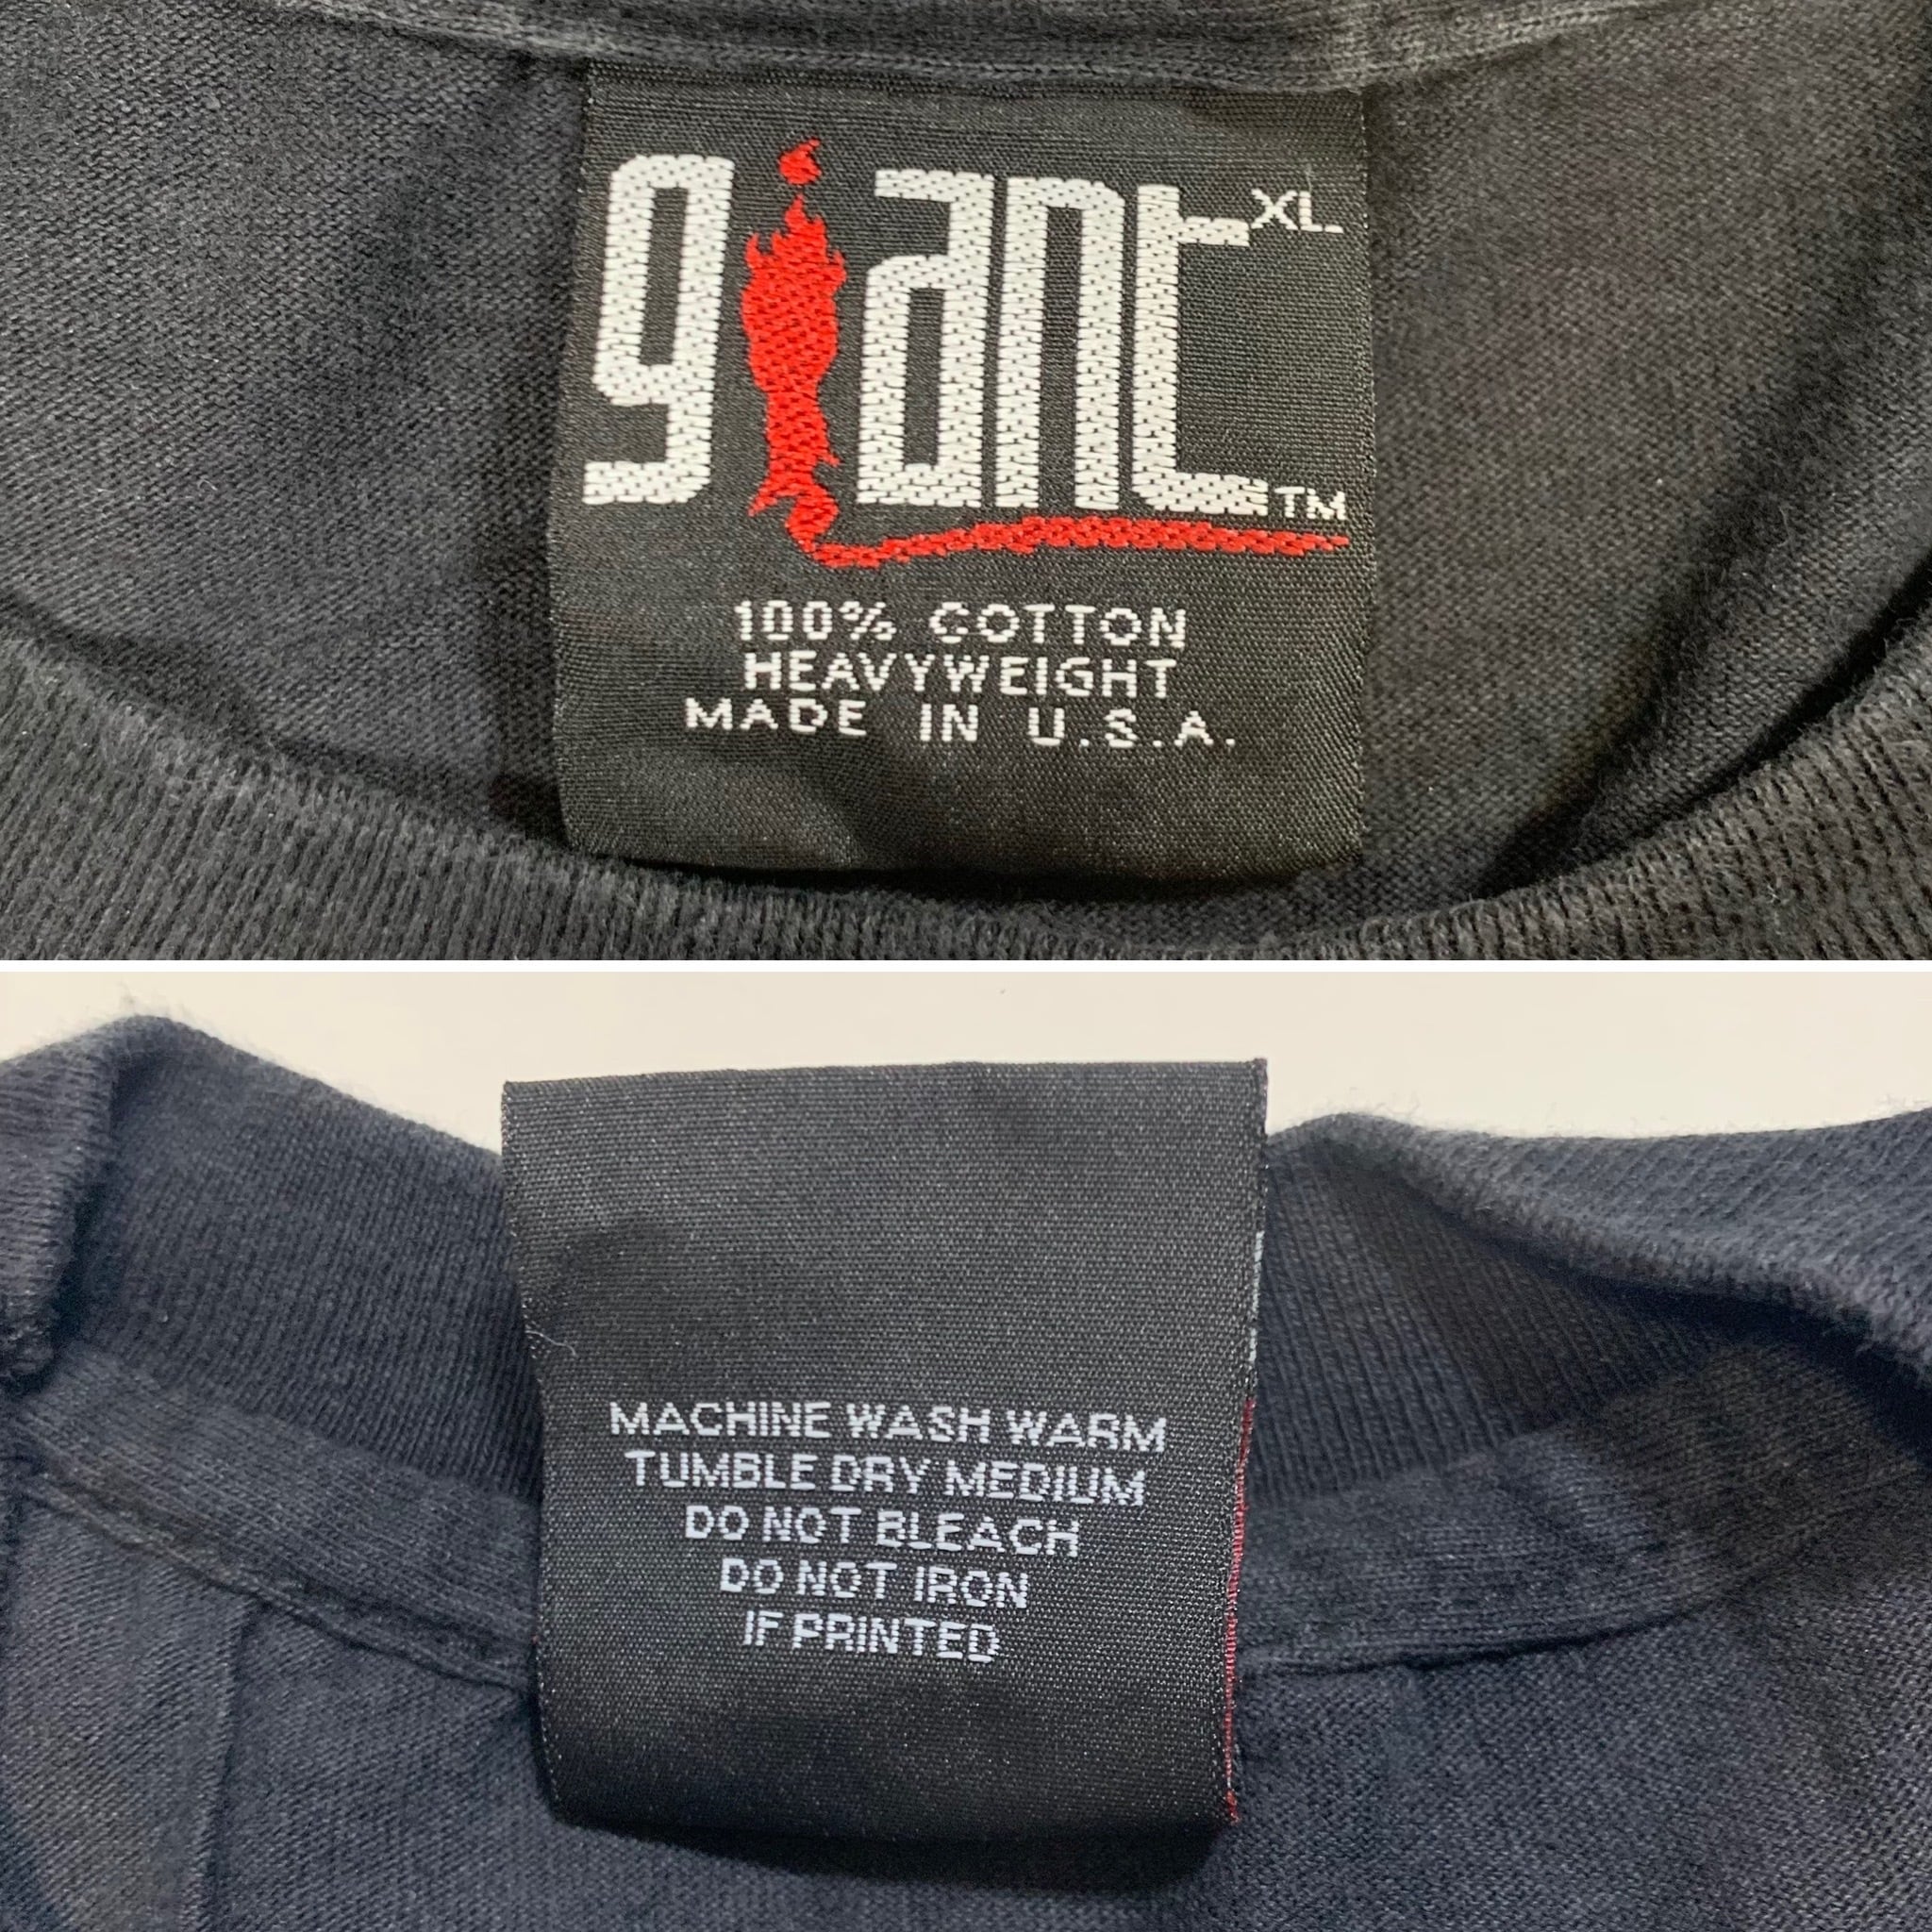 giant XL
TM
100% COTTON
HEAVYWEIGHT
MADE IN U.S.A.
MACHINE WASH WARM
TUMBLE DRY MEDIUM
DO NOT BLEACH
DO NOT IRON
IF PRINTED